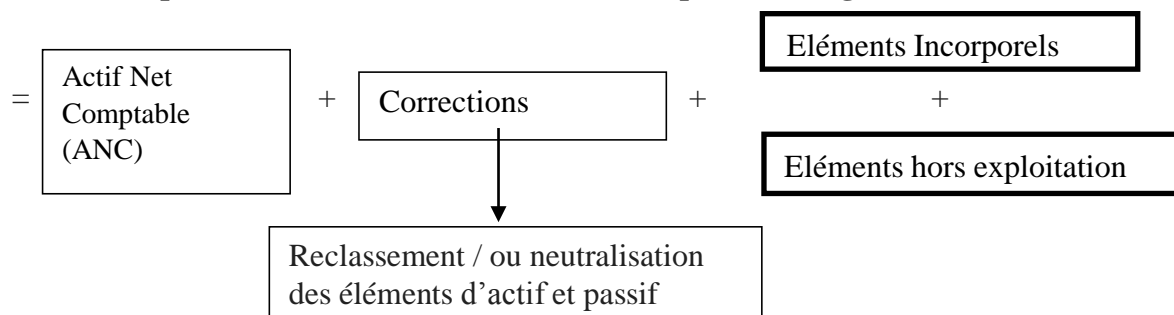 Eléments Incorporels
= Actif Net
Comptable
(ANC)
+ Corrections + +
Eléments hors exploitation
Reclassement / ou neutralisation
des éléments d'actif et passif